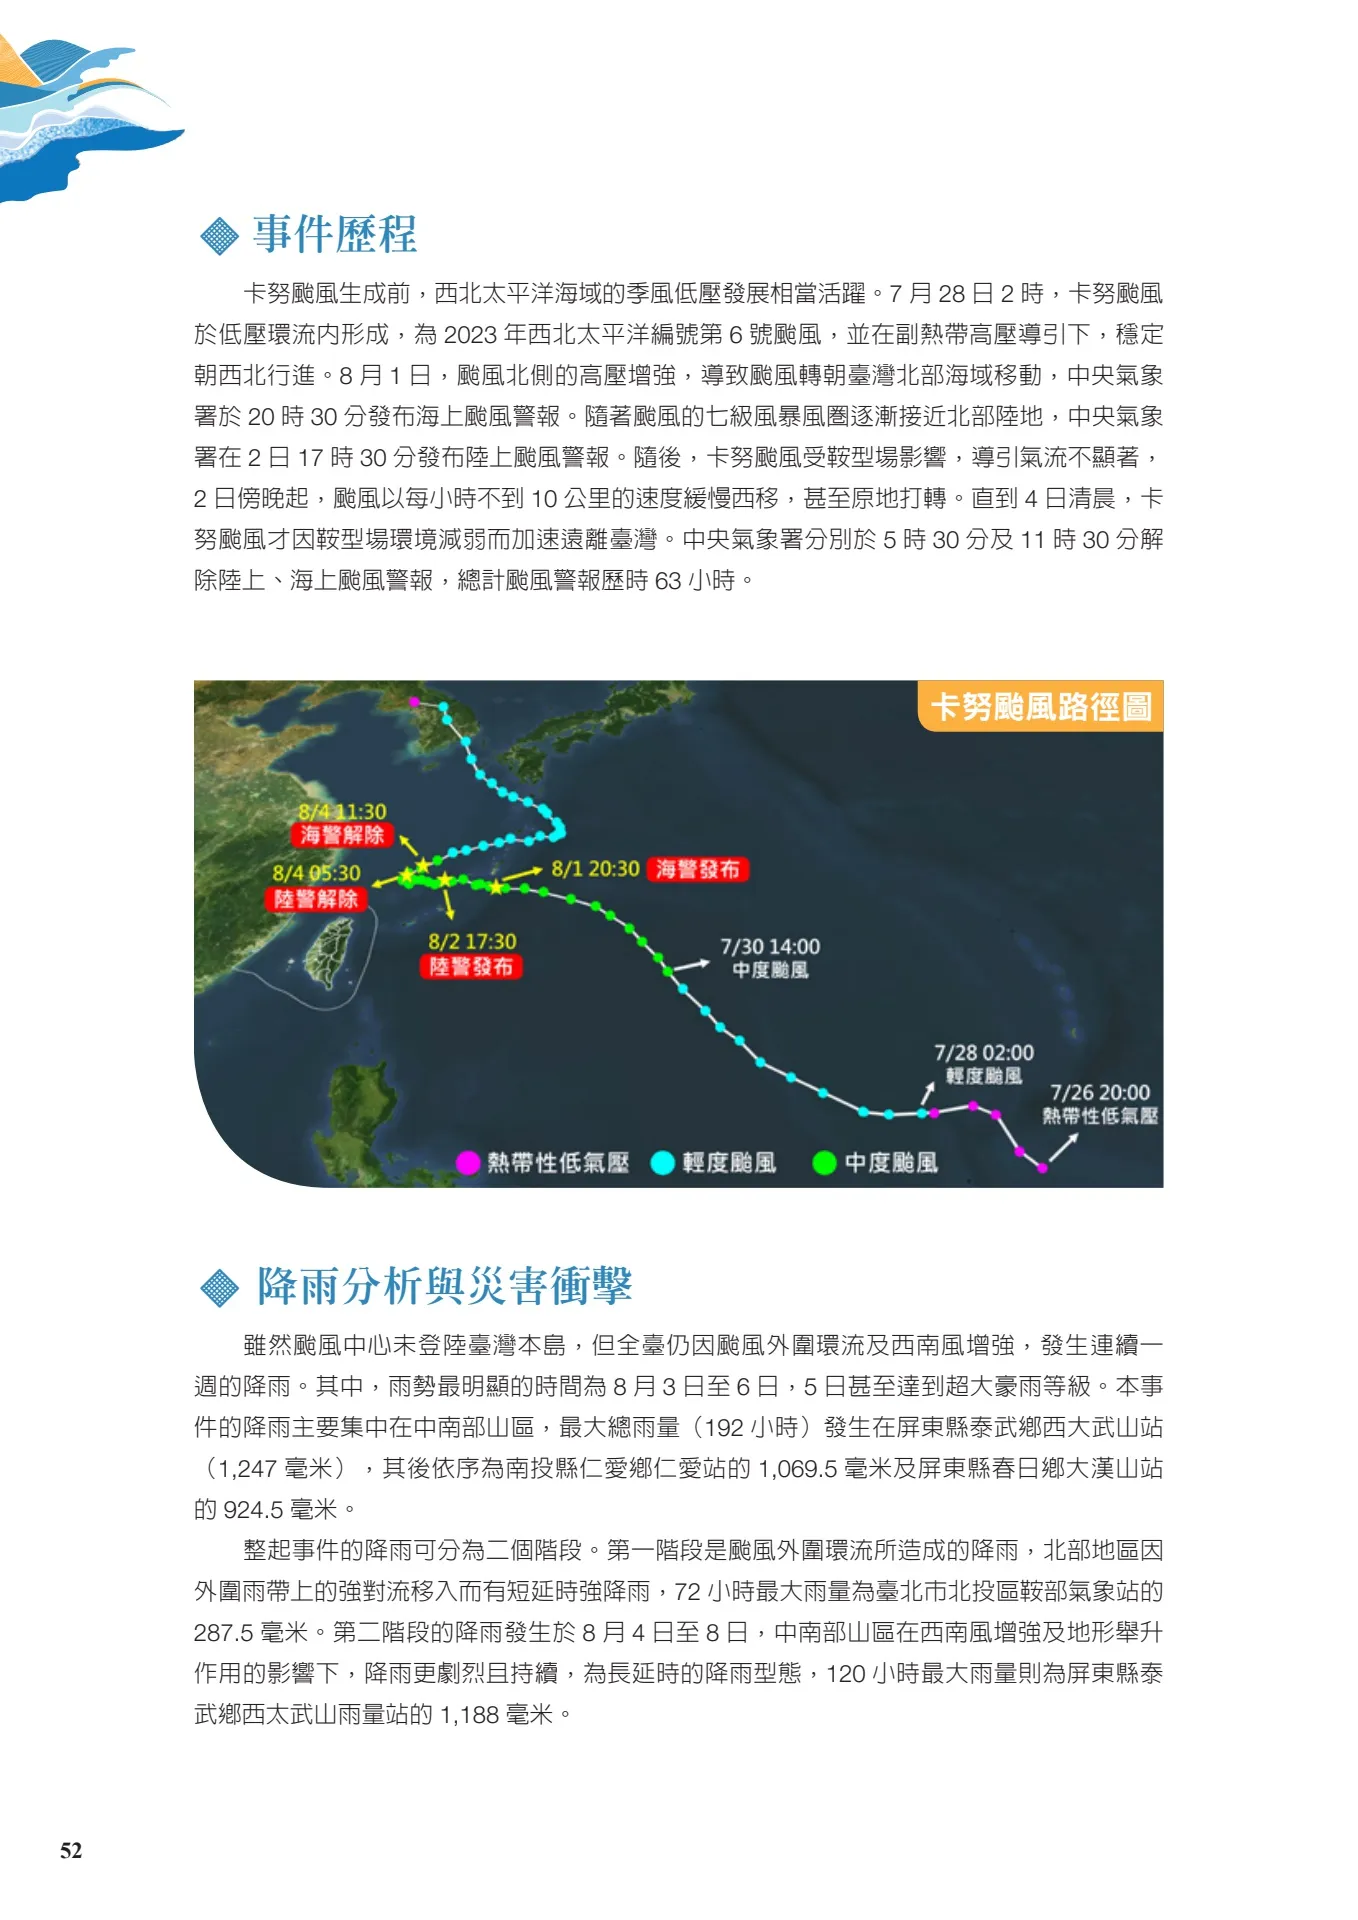 事件歷程
卡努颱風生成前，西北太平洋海域的季風低壓發展相當活躍。7 月 28 日 2 時，卡努颱風
於低壓環流內形成，為 2023 年西北太平洋編號第 6 號颱風，並在副熱帶高壓導引下，穩定
朝西北行進。8 月 1 日，颱風北側的高壓增強，導致颱風轉朝臺灣北部海域移動，中央氣象
署於 20 時 30 分發布海上颱風警報。隨著颱風的七級風暴風圈逐漸接近北部陸地，中央氣象
署在 2 日 17 時 30 分發布陸上颱風警報。隨後，卡努颱風受鞍型場影響，導引氣流不顯著，
2 日傍晚起，颱風以每小時不到 10 公里的速度緩慢西移，甚至原地打轉。直到 4 日清晨，卡
努颱風才因鞍型場環境減弱而加速遠離臺灣。中央氣象署分別於 5 時 30 分及 11 時 30 分解
除陸上、海上颱風警報，總計颱風警報歷時 63 小時。
卡努颱風路徑圖
8/4 11:30
海警解除
8/4 05:30
陸警解除
8/1 20:30 海警發布
8/2 17:30
陸警發布
7/30 14:00
中度颱風
7/28 02:00
輕度颱風
7/26 20:00
熱帶性低氣壓
熱帶性低氣壓 輕度颱風 中度颱風
降雨分析與災害衝擊
雖然颱風中心未登陸臺灣本島，但全臺仍因颱風外圍環流及西南風增強，發生連續一
週的降雨。其中，雨勢最明顯的時間為 8 月 3 日至 6 日，5 日甚至達到超大豪雨等級。本事
件的降雨主要集中在中南部山區，最大總雨量（192 小時）發生在屏東縣泰武鄉西大武山站
（1,247 毫米），其後依序為南投縣仁愛鄉仁愛站的 1,069.5 毫米及屏東縣春日鄉大漢山站
的 924.5 毫米。
整起事件的降雨可分為二個階段。第一階段是颱風外圍環流所造成的降雨，北部地區因
外圍雨帶上的強對流移入而有短延時強降雨，72 小時最大雨量為臺北市北投區鞍部氣象站的
287.5 毫米。第二階段的降雨發生於 8 月 4 日至 8 日，中南部山區在西南風增強及地形舉升
作用的影響下，降雨更劇烈且持續，為長延時的降雨型態，120 小時最大雨量則為屏東縣泰
武鄉西太武山雨量站的 1,188 毫米。
52